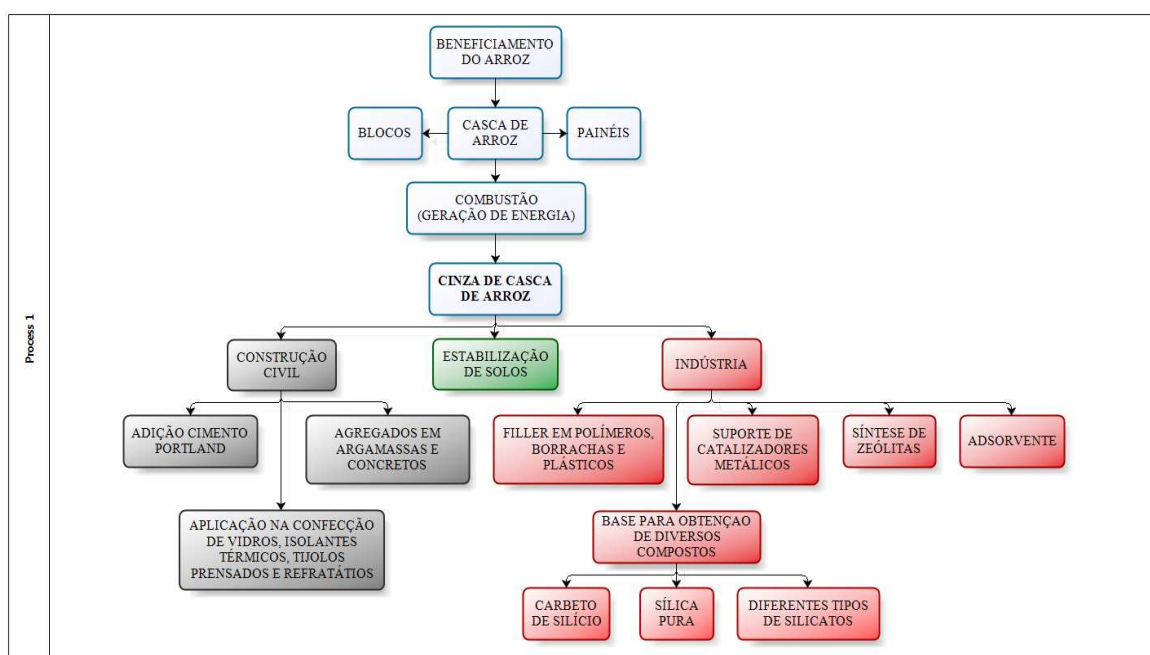 Process 1
BENEFICIAMENTO
DO ARROZ
BLOCOS
CASCA DE
ARROZ
PAINÉIS
COMBUSTÃO
(GERAÇÃO DE ENERGIA)
CINZA DE CASCA
DE ARROZ
CONSTRUÇÃO
CIVIL
ESTABILIZAÇÃO
DE SOLOS
INDÚSTRIA
ADIÇÃO CIMENTO
PORTLAND
AGREGADOS EM
ARGAMASSAS E
CONCRETOS
FILLER EM POLÍMEROS,
BORRACHAS E
PLÁSTICOS
SUPORTE DE
CATALIZADORES
METÁLICOS
SÍNTESE DE
ZEÓLITAS
ADSORVENTE
APLICAÇÃO NA CONFECÇÃO
DE VIDROS, ISOLANTES
TÉRMICOS, TIJOLOS
PRENSADOS E REFRATÁTIOS
BASE PARA OBTENÇAO
DE DIVERSOS
COMPOSTOS
CARBETO
DE SILÍCIO
SÍLICA
PURA
DIFERENTES TIPOS
DE SILICATOS